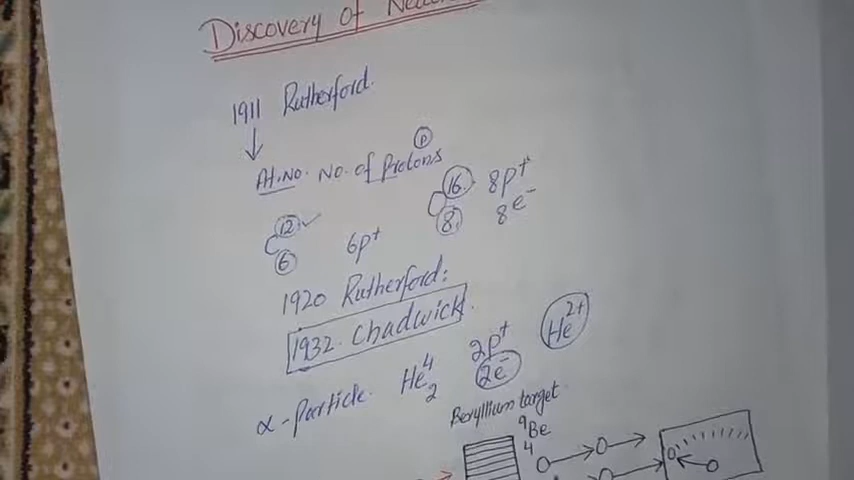 Discovery of
1911 Rutherford.
At.No. No. of Protons P
C 12 6 6p+ O 16 8 8p+ 8e-
1920 Rutherford:
1932. Chadwick.
α-Particle. He 4 2 2p+ 2e- He2+
Beryllium target
9 Be 4